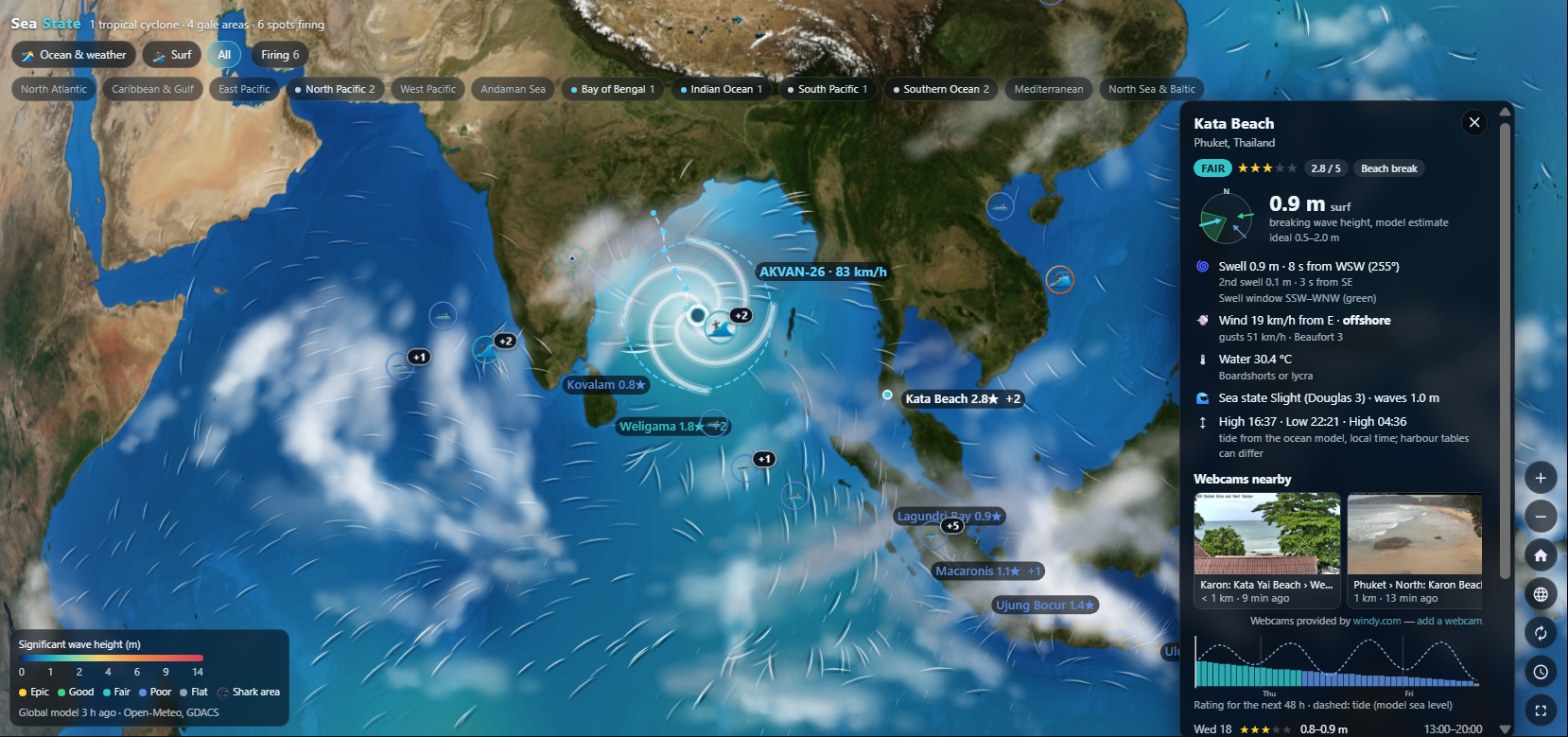 Sea State 1 tropical cyclone · 4 gale areas · 6 spots firing
Ocean & weather Surf All Firing 6
North Atlantic Caribbean & Gulf East Pacific North Pacific 2 West Pacific Andaman Sea Bay of Bengal 1 Indian Ocean 1 South Pacific 1 Southern Ocean 2 Mediterranean North Sea & Baltic
AKVAN-26 · 83 km/h
+2
+2
+1
Kovalam 0.8★
Kata Beach 2.8★ +2
Weligama 1.8★ +2
+1
Lagundri Bay 0.9★
+5
Macaronis 1.1★ +1
Ujung Bocur 1.4★
Significant wave height (m)
0 1 2 4 6 9 14
Epic Good Fair Poor Flat Shark area
Global model 3 h ago · Open-Meteo, GDACS
Kata Beach
Phuket, Thailand
FAIR ★★★★★ 2.8 / 5 Beach break
N
0.9 m surf
breaking wave height, model estimate
ideal 0.5–2.0 m
Swell 0.9 m · 8 s from WSW (255°)
2nd swell 0.1 m · 3 s from SE
Swell window SSW–WNW (green)
Wind 19 km/h from E · offshore
gusts 51 km/h · Beaufort 3
Water 30.4 °C
Boardshorts or lycra
Sea state Slight (Douglas 3) · waves 1.0 m
High 16:37 · Low 22:21 · High 04:36
tide from the ocean model, local time; harbour tables
can differ
Webcams nearby
Karon: Kata Yai Beach › We...
< 1 km · 9 min ago
Phuket › North: Karon Beach
1 km · 13 min ago
Webcams provided by windy.com — add a webcam
Thu Fri
Rating for the next 48 h · dashed: tide (model sea level)
Wed 18 ★★★★★ 0.8–0.9 m 13:00–20:00